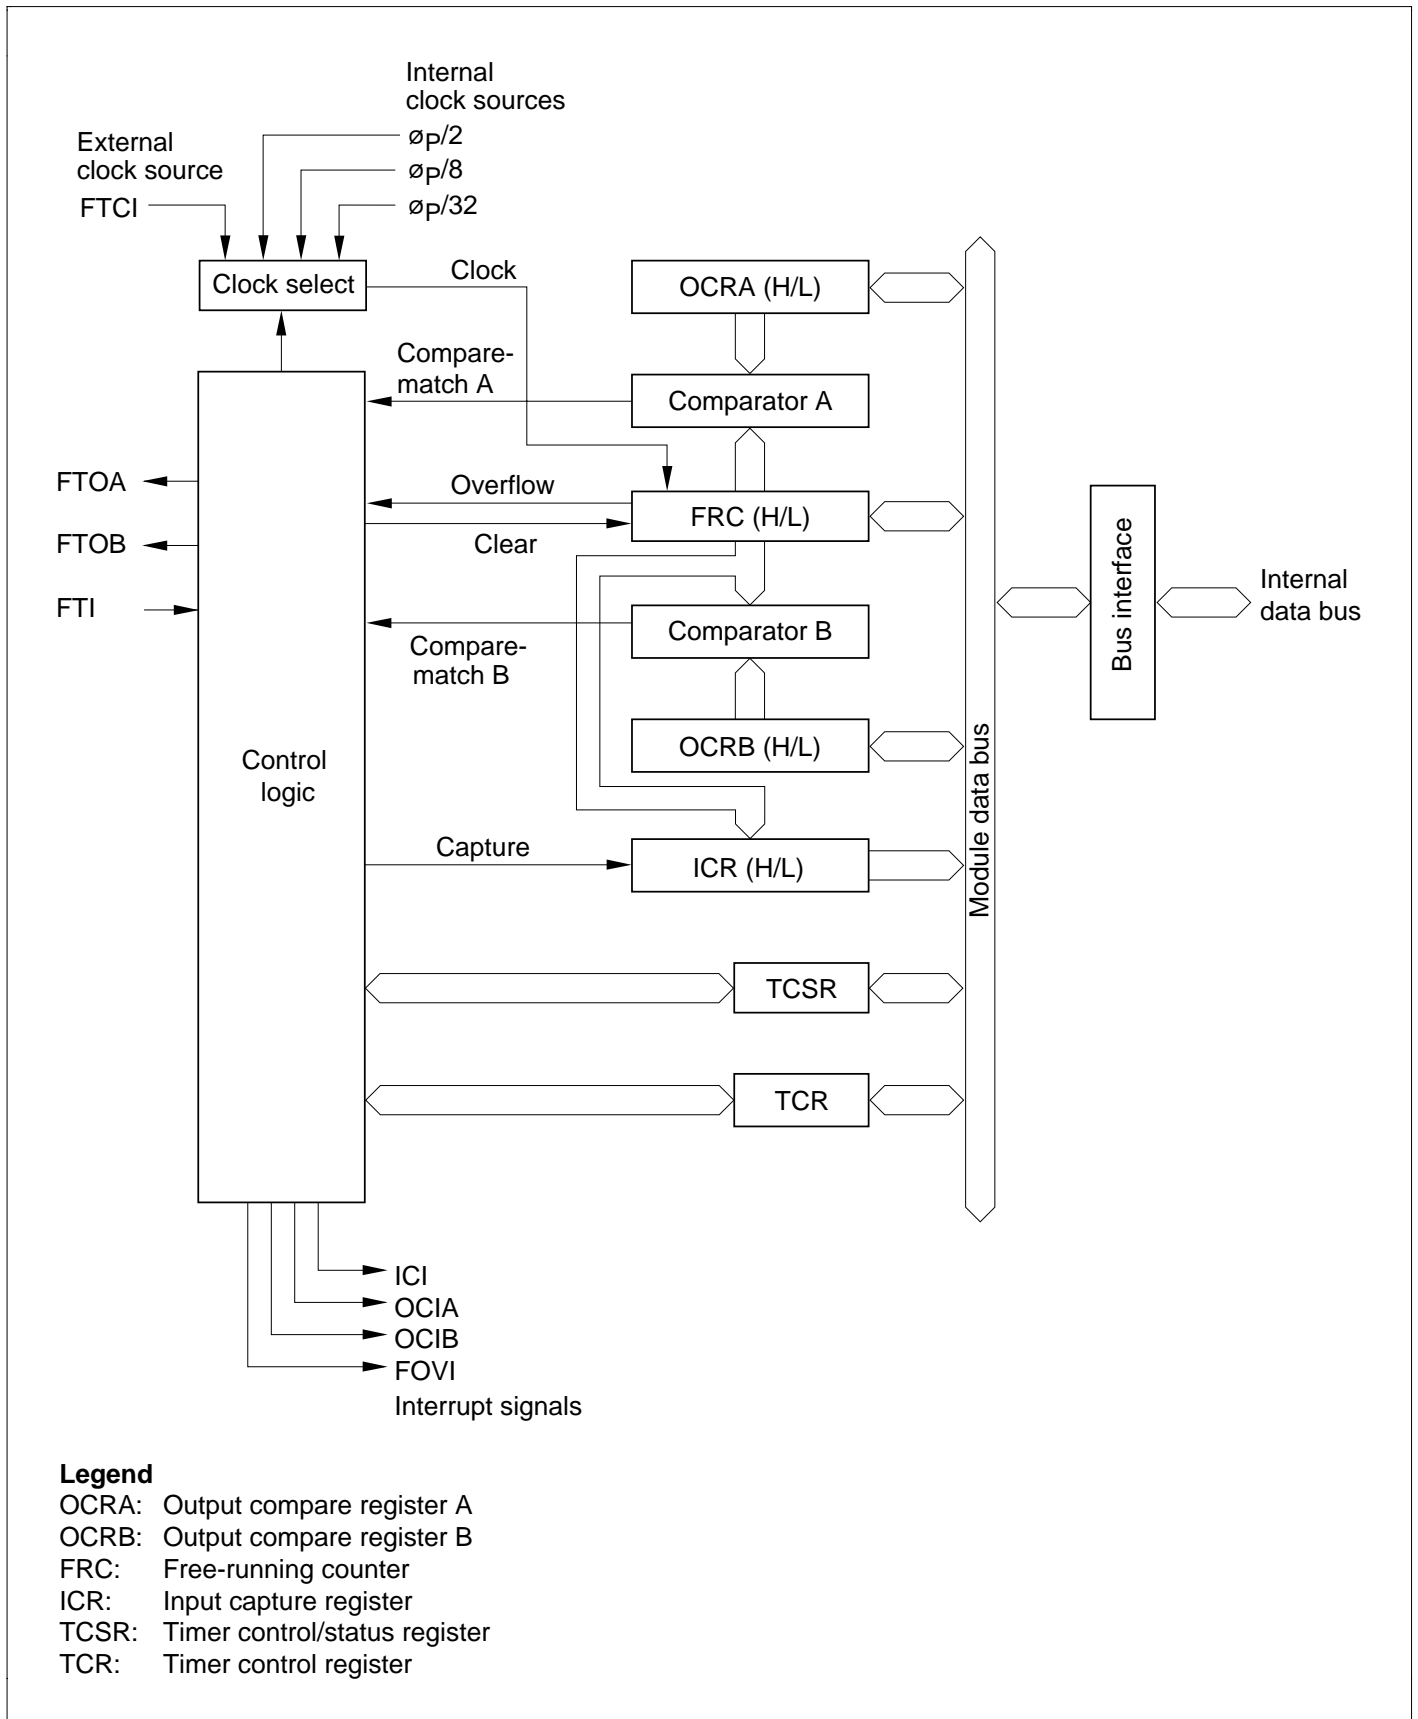 Internal
clock sources
øP/2
External
clock source
øP/8
FTCI
øP/32
Clock select
Clock
OCRA (H/L)
Compare-
match A
Comparator A
FTOA
Overflow
FRC (H/L)
FTOB
Clear
FTI
Comparator B
Compare-
match B
Bus interface
Internal
data bus
OCRB (H/L)
Control
logic
Module data bus
Capture
ICR (H/L)
TCSR
TCR
ICI
OCIA
OCIB
FOVI
Interrupt signals
Legend
OCRA: Output compare register A
OCRB: Output compare register B
FRC: Free-running counter
ICR: Input capture register
TCSR: Timer control/status register
TCR: Timer control register